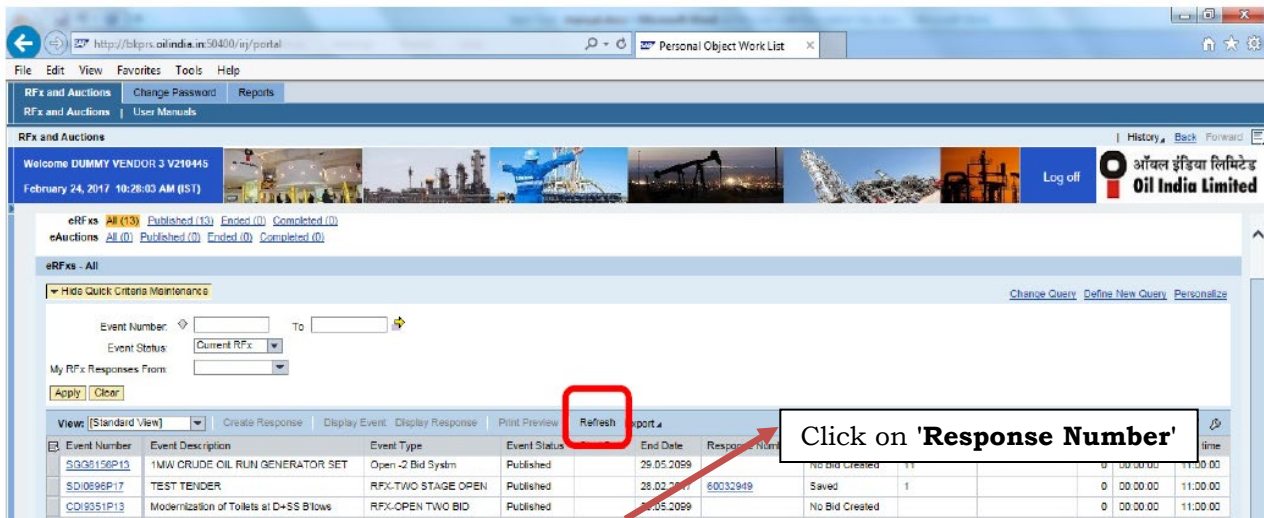 http://bkprs.oilindia.in:50400/irj/portal
Personal Object Work List
File Edit View Favorites Tools Help
RFx and Auctions Change Password Reports
RFx and Auctions | User Manuals
RFx and Auctions
| History Back Forward
Welcome DUMMY VENDOR 3 V210445
February 24, 2017 10:28:03 AM (IST)
Log off
ऑयल इंडिया लिमिटेड
Oil India Limited
eRFxs All (13) Published (13) Ended (0) Completed (0)
eAuctions All (0) Published (0) Ended (0) Completed (0)
eRFxs - All
Hide Quick Criteria Maintenance
Change Query Define New Query Personalize
Event Number: To
Event Status: Current RFx
My RFx Responses From:
Apply Clear
View: [Standard View] Create Response Display Event Display Response Print Preview Refresh Export
Click on 'Response Number'
Event Number Event Description Event Type Event Status End Date Response time
SGG8156P13 1MW CRUDE OIL RUN GENERATOR SET Open -2 Bid Systm Published 29.05.2099 No Bid Created 11 0 00:00:00 11:00:00
SDI0896P17 TEST TENDER RFX-TWO STAGE OPEN Published 60032949 Saved 1 0 00:00:00 11:00:00
CDI9351P13 Modernization of Toilets at D+SS B'lows RFX-OPEN TWO BID Published No Bid Created 0 00:00:00 11:00:00